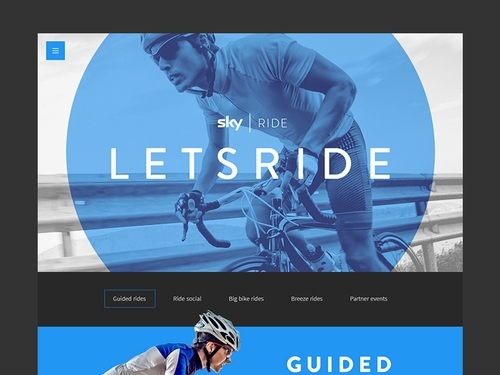 sky | RIDE
LETSRIDE
Guided rides Ride social Big bike rides Breeze rides Partner events
GUIDED